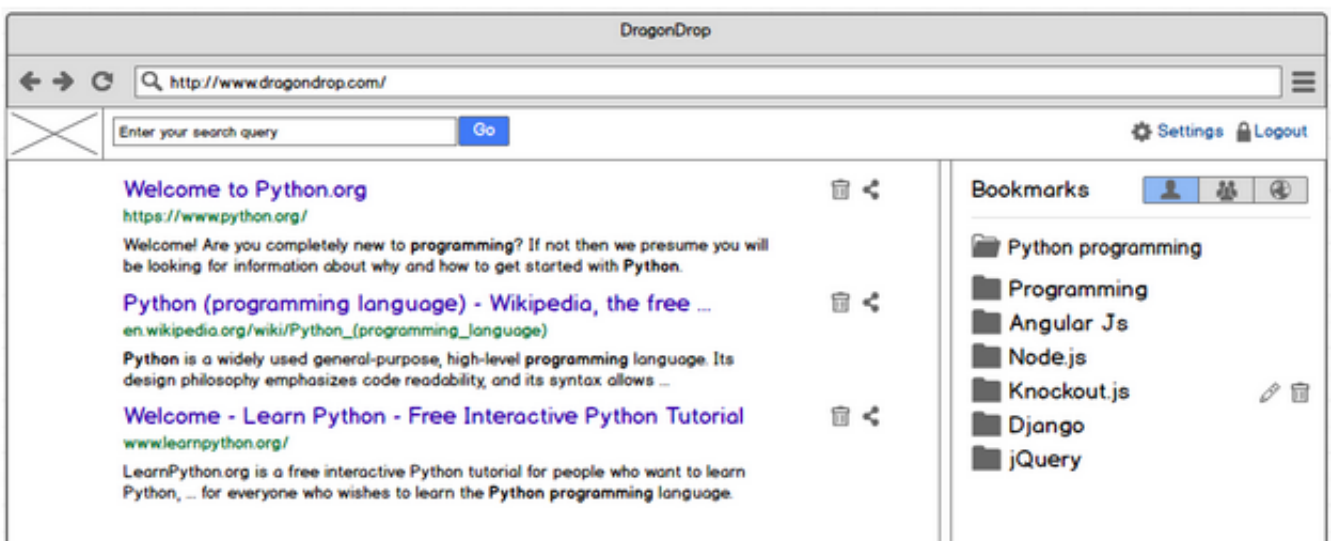 DragonDrop
http://www.dragondrop.com/
Enter your search query
Go
Settings
Logout
Welcome to Python.org
https://www.python.org/
Welcome! Are you completely new to programming? If not then we presume you will
be looking for information about why and how to get started with Python.
Python (programming language) - Wikipedia, the free ...
en.wikipedia.org/wiki/Python_(programming_language)
Python is a widely used general-purpose, high-level programming language. Its
design philosophy emphasizes code readability, and its syntax allows ...
Welcome - Learn Python - Free Interactive Python Tutorial
www.learnpython.org/
LearnPython.org is a free interactive Python tutorial for people who want to learn
Python, ... for everyone who wishes to learn the Python programming language.
Bookmarks
Python programming
Programming
Angular Js
Node.js
Knockout.js
Django
jQuery